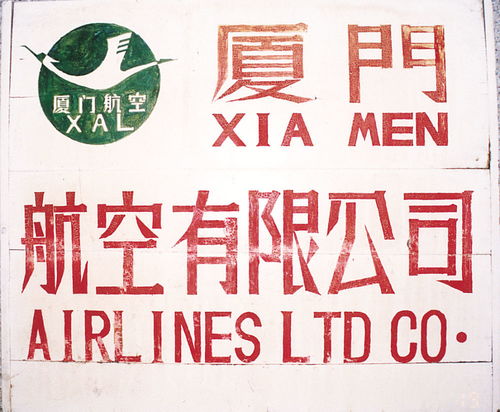 厦门航空
XAL
厦門
XIA MEN
航空有限公司
AIRLINES LTD CO.